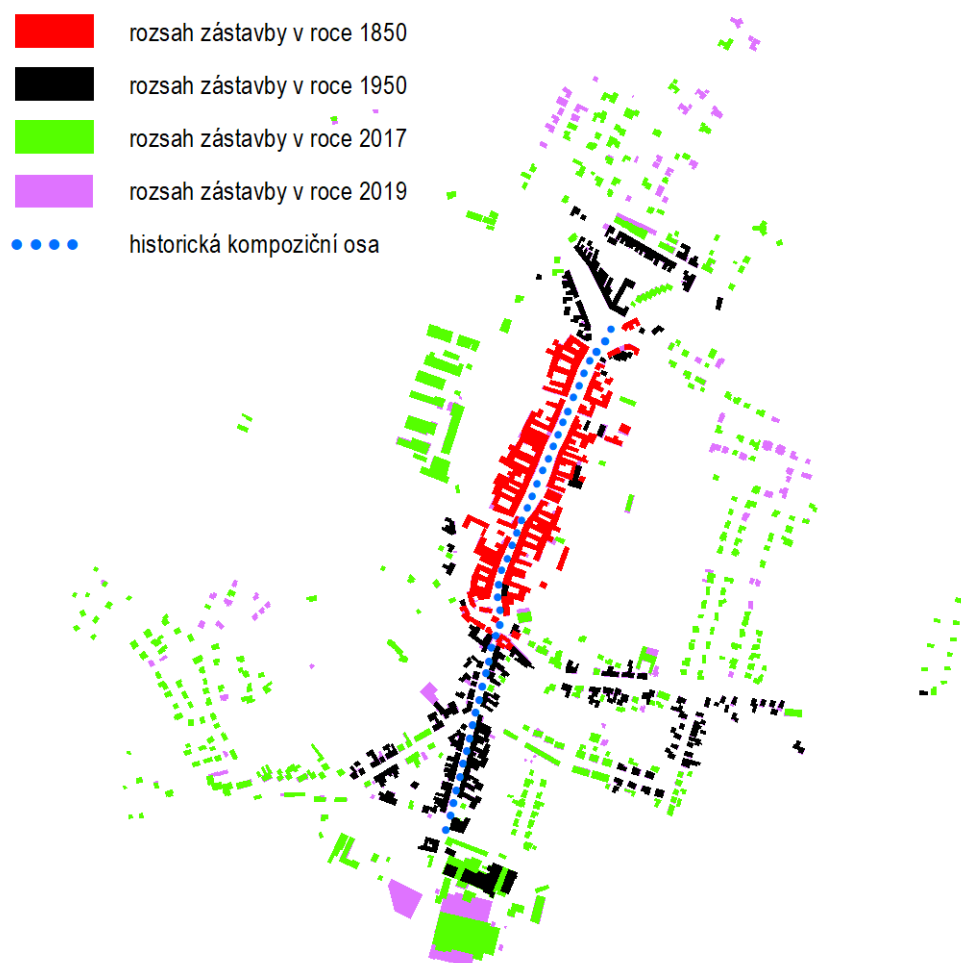 rozsah zástavby v roce 1850
rozsah zástavby v roce 1950
rozsah zástavby v roce 2017
rozsah zástavby v roce 2019
historická kompoziční osa